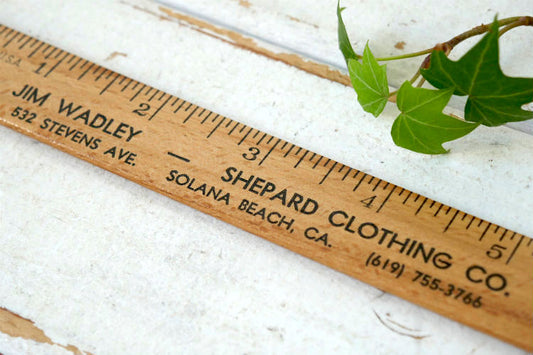 U.S.A.
1 2 3 4 5
JIM WADLEY — SHEPARD CLOTHING CO.
532 STEVENS AVE. SOLANA BEACH, CA. (619) 755-3766